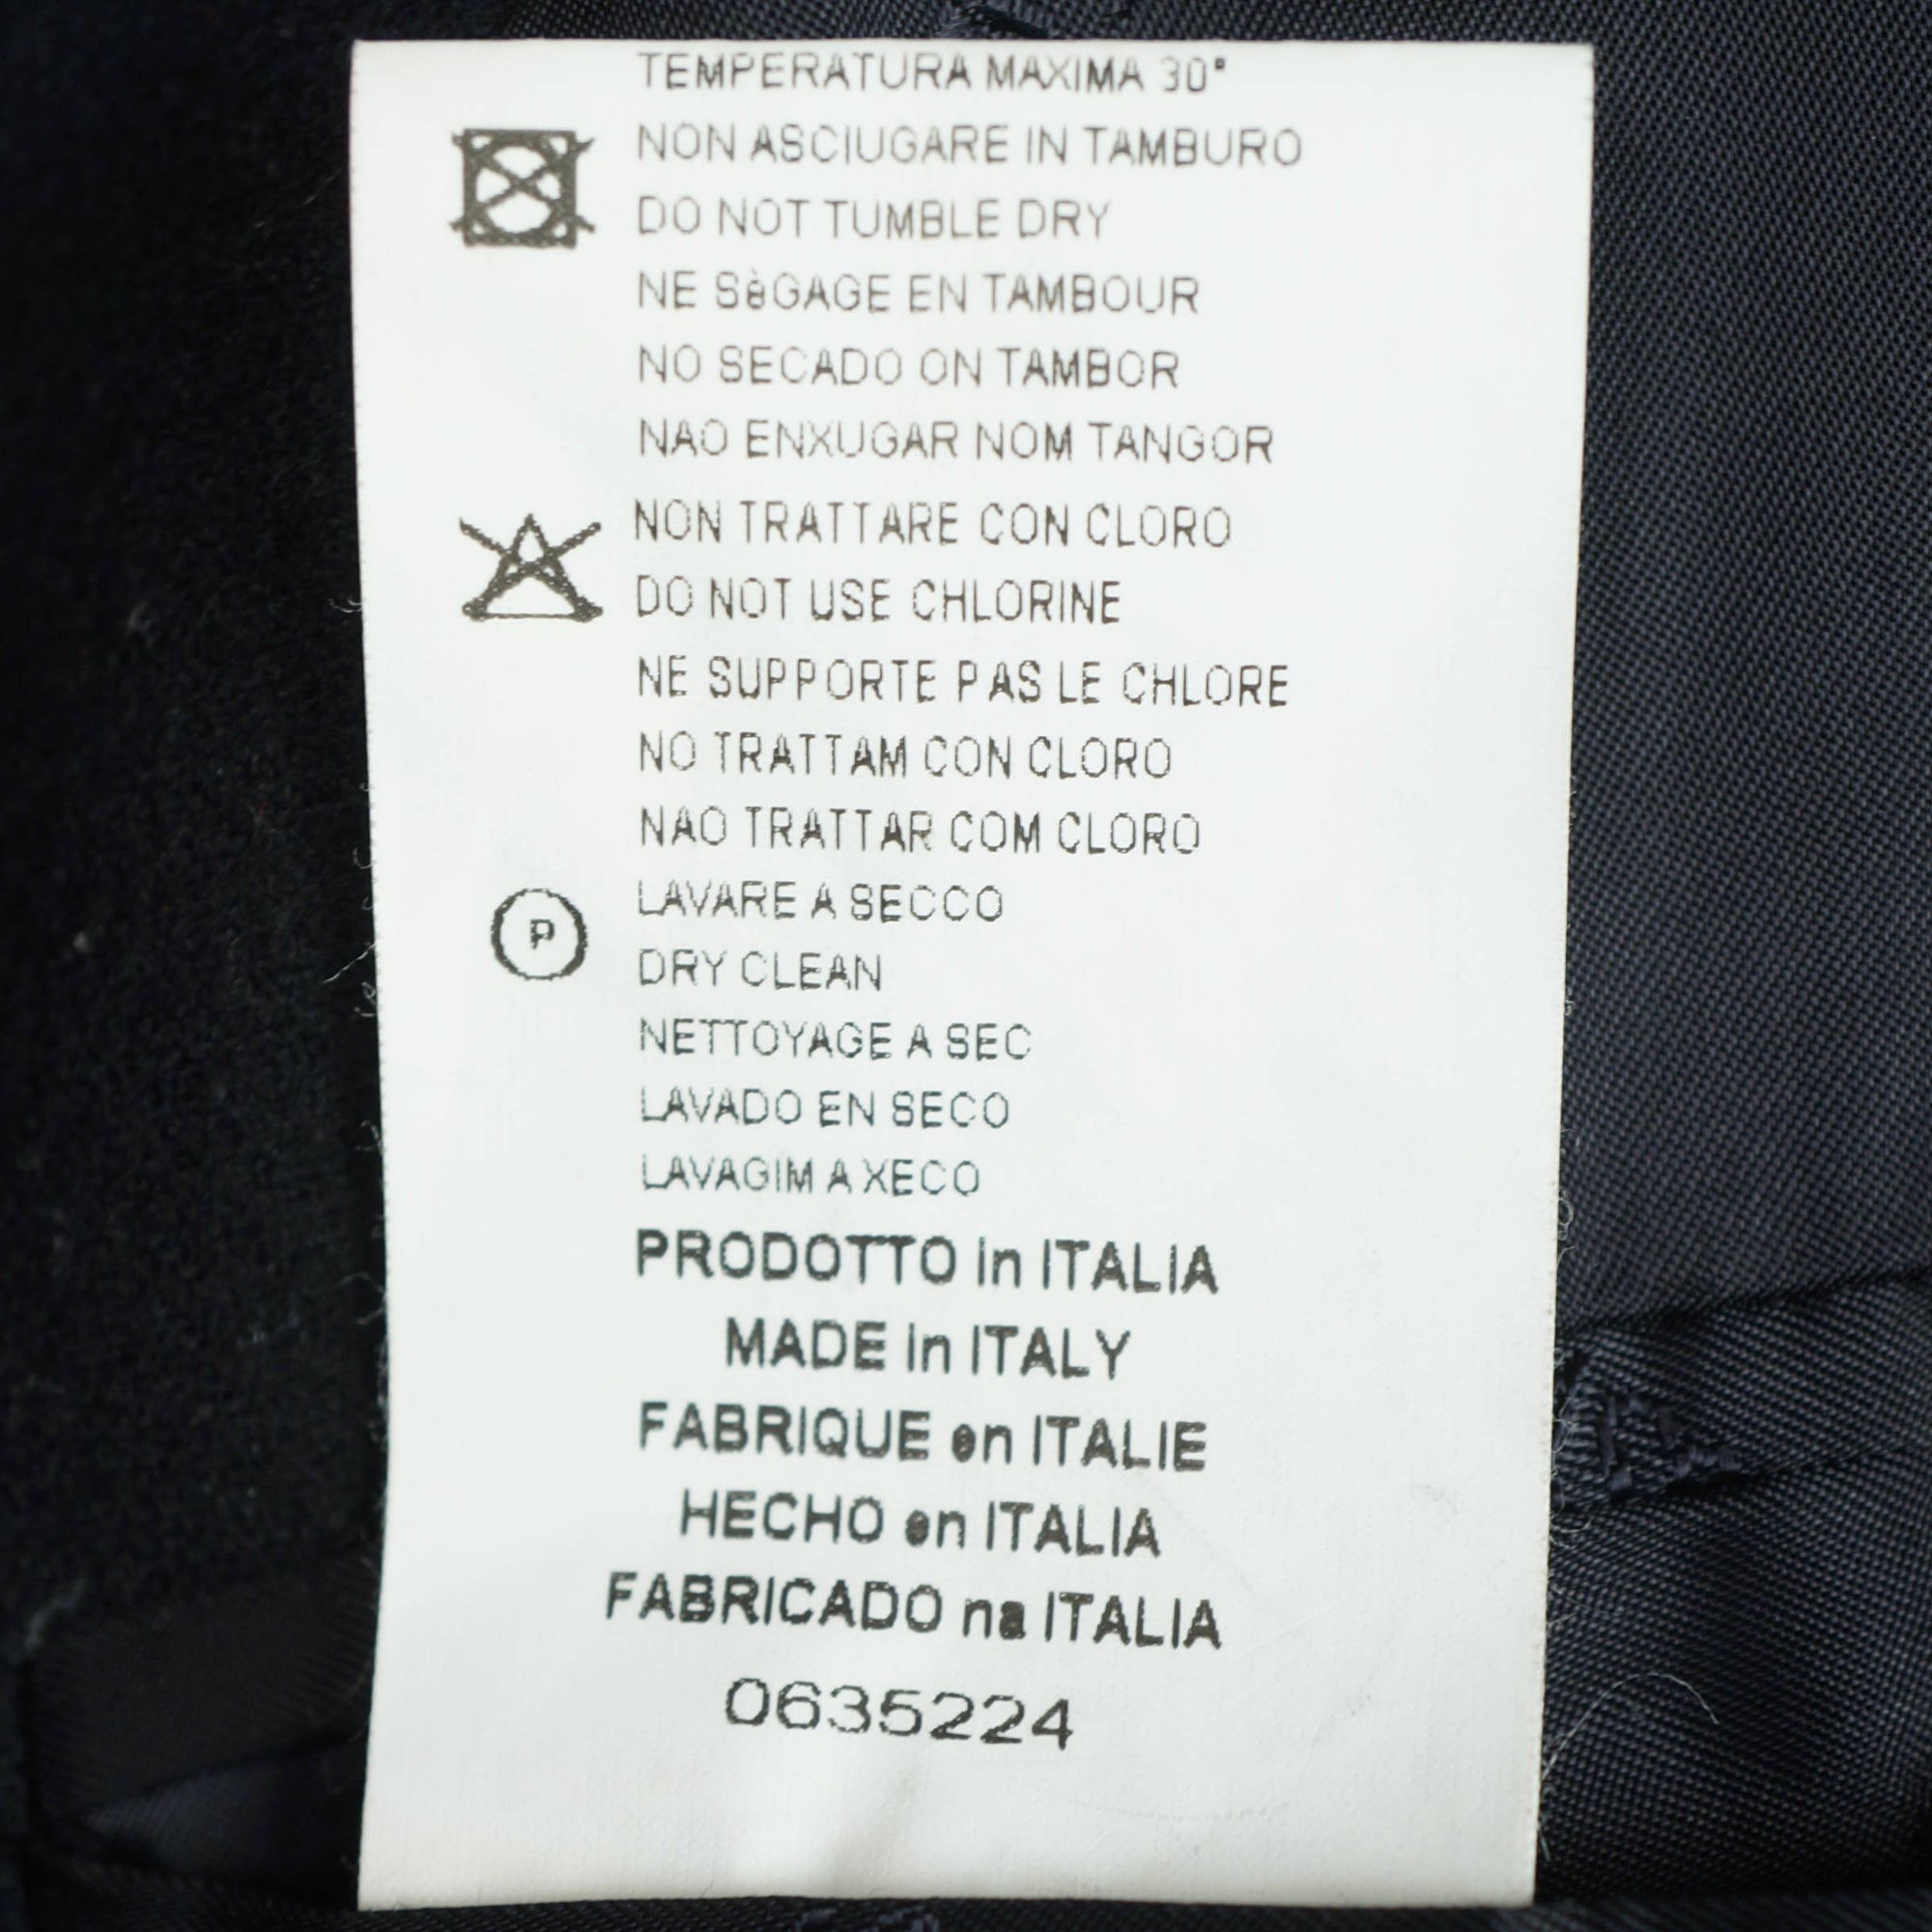 TEMPERATURA MAXIMA 30°
NON ASCIUGARE IN TAMBURO
DO NOT TUMBLE DRY
NE SèGAGE EN TAMBOUR
NO SECADO ON TAMBOR
NAO ENXUGAR NOM TANGOR
NON TRATTARE CON CLORO
DO NOT USE CHLORINE
NE SUPPORTE PAS LE CHLORE
NO TRATTAM CON CLORO
NAO TRATTAR COM CLORO
P
LAVARE A SECCO
DRY CLEAN
NETTOYAGE A SEC
LAVADO EN SECO
LAVAGIM A XECO
PRODOTTO in ITALIA
MADE in ITALY
FABRIQUE en ITALIE
HECHO en ITALIA
FABRICADO na ITALIA
0635224